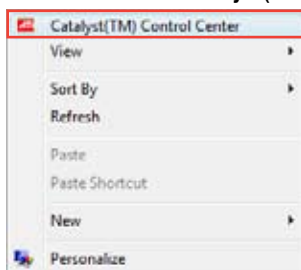 Catalyst(TM) Control Center
View
Sort By
Refresh
Paste
Paste Shortcut
New
Personalize